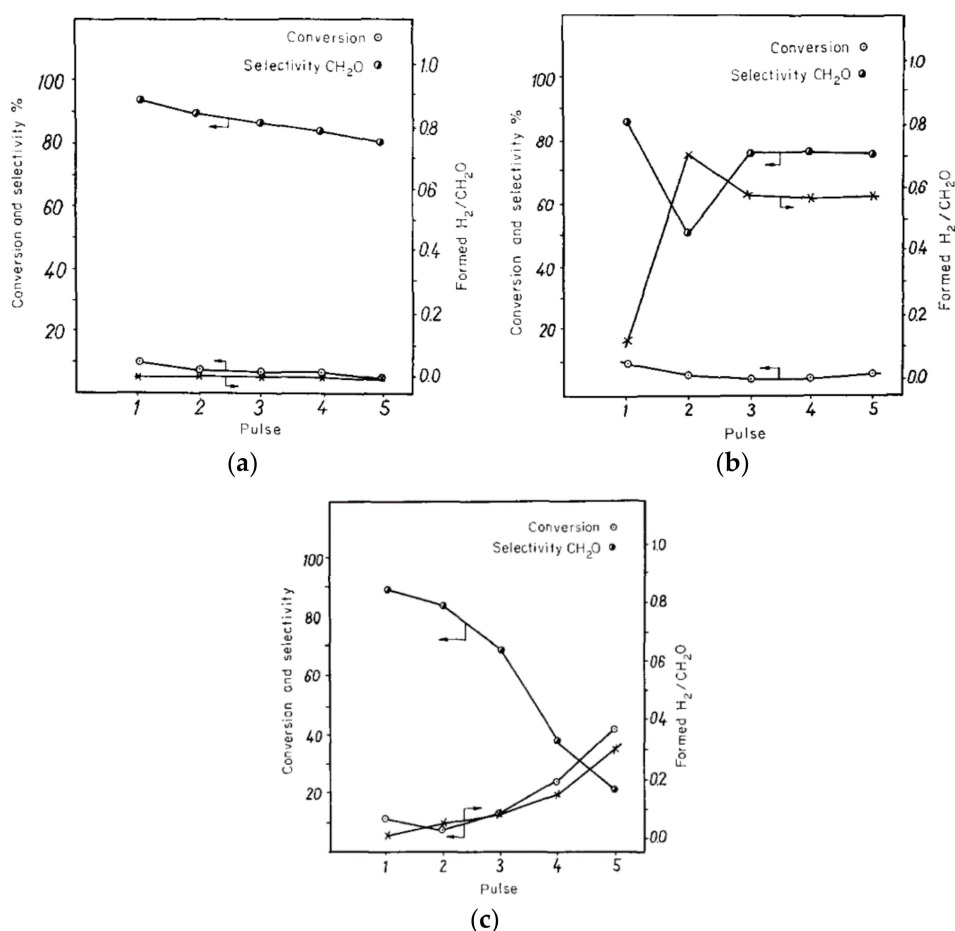 Conversion
Selectivity CH₂O
Conversion and selectivity %
100
80
60
40
20
1.0
0.8
0.6
0.4
0.2
0.0
Formed H₂/CH₂O
1 2 3 4 5
Pulse
(a)
Conversion
Selectivity CH₂O
Conversion and selectivity %
100
80
60
40
20
1.0
0.8
0.6
0.4
0.2
0.0
Formed H₂/CH₂O
1 2 3 4 5
Pulse
(b)
Conversion
Selectivity CH₂O
Conversion and selectivity
100
80
60
40
20
1.0
0.8
0.6
0.4
0.2
0.0
Formed H₂/CH₂O
1 2 3 4 5
Pulse
(c)